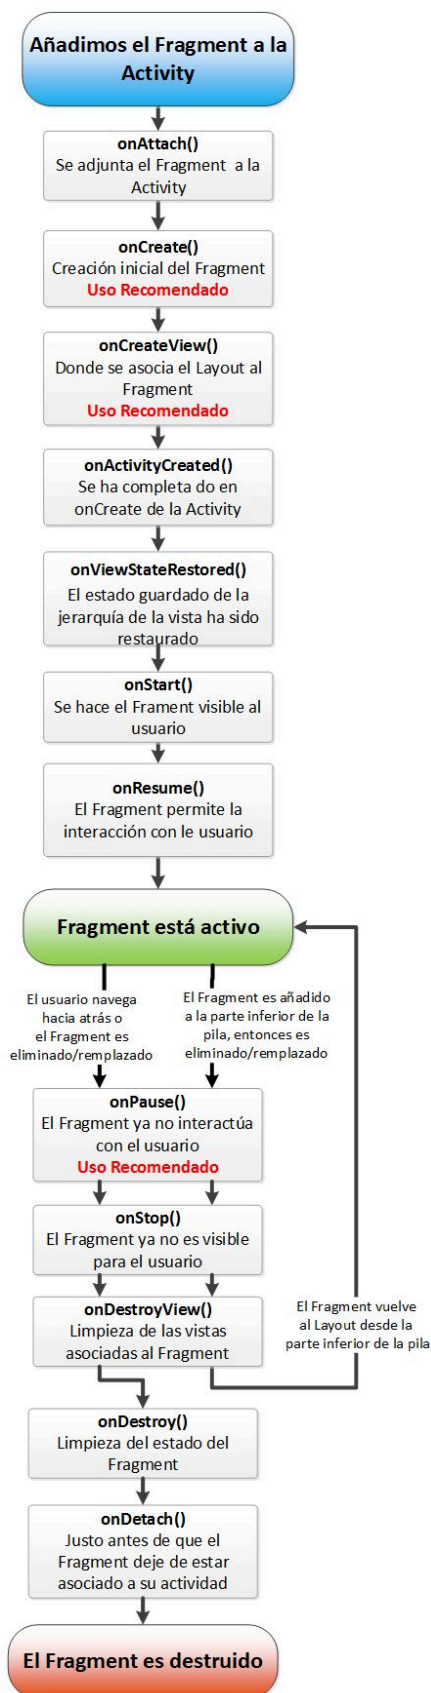 Añadimos el Fragment a la
Activity
onAttach()
Se adjunta el Fragment a la
Activity
onCreate()
Creación inicial del Fragment
Uso Recomendado
onCreateView()
Donde se asocia el Layout al
Fragment
Uso Recomendado
onActivityCreated()
Se ha completa do en
onCreate de la Activity
onViewStateRestored()
El estado guardado de la
jerarquía de la vista ha sido
restaurado
onStart()
Se hace el Frament visible al
usuario
onResume()
El Fragment permite la
interacción con le usuario
Fragment está activo
El usuario navega
hacia atrás o
el Fragment es
eliminado/remplazado
El Fragment es añadido
a la parte inferior de la
pila, entonces es
eliminado/remplazado
onPause()
El Fragment ya no interactúa
con el usuario
Uso Recomendado
onStop()
El Fragment ya no es visible
para el usuario
onDestroyView()
Limpieza de las vistas
asociadas al Fragment
El Fragment vuelve
al Layout desde la
parte inferior de la pila
onDestroy()
Limpieza del estado del
Fragment
onDetach()
Justo antes de que el
Fragment deje de estar
asociado a su actividad
El Fragment es destruido